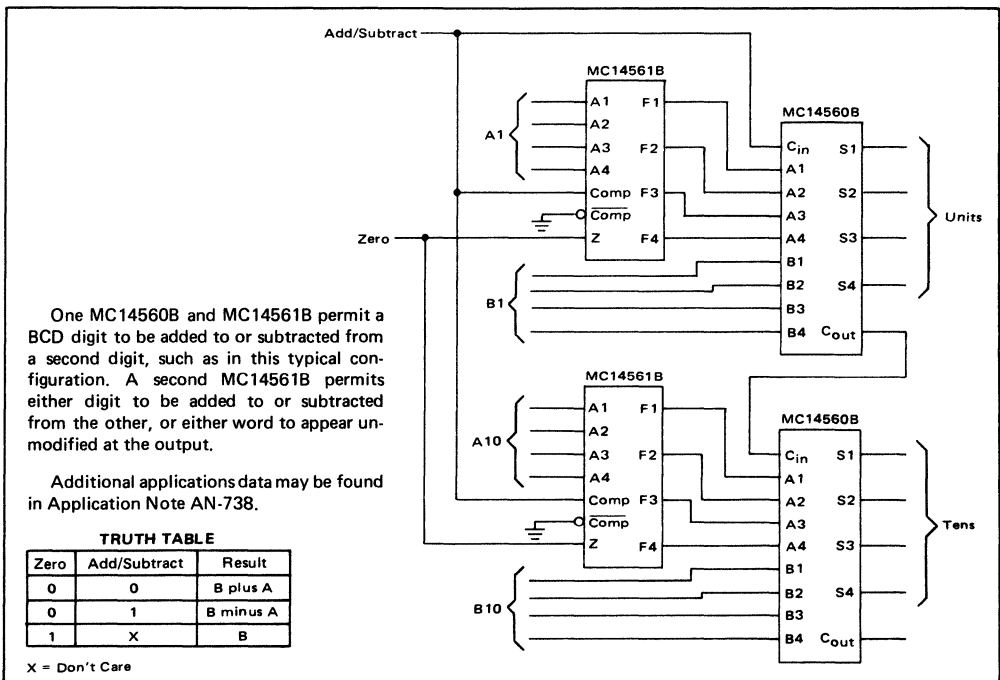 Add/Subtract
MC14561B
A1
A1 F1
A2
A3 F2
A4
Comp F3
Comp
Z F4
Zero
MC14560B
Cin S1
A1
A2 S2
A3
A4 S3
B1
B2 S4
B3
B4 Cout
Units
B1
One MC14560B and MC14561B permit a
BCD digit to be added to or subtracted from
a second digit, such as in this typical con-
figuration. A second MC14561B permits
either digit to be added to or subtracted
from the other, or either word to appear un-
modified at the output.
Additional applications data may be found
in Application Note AN-738.
MC14561B
A10
A1 F1
A2
A3 F2
A4
Comp F3
Comp
Z F4
MC14560B
Cin S1
A1
A2 S2
A3
A4 S3
B1
B2 S4
B3
B4 Cout
Tens
B10
TRUTH TABLE
Zero Add/Subtract Result
0 0 B plus A
0 1 B minus A
1 X B
X = Don't Care